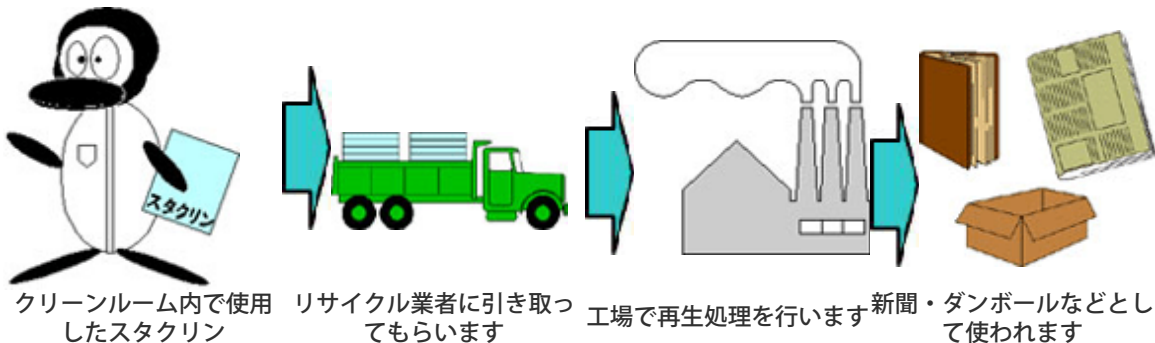 スタクリン
クリーンルーム内で使用
したスタクリン
リサイクル業者に引き取っ
てもらいます
工場で再生処理を行います
新聞・ダンボールなどとし
て使われます